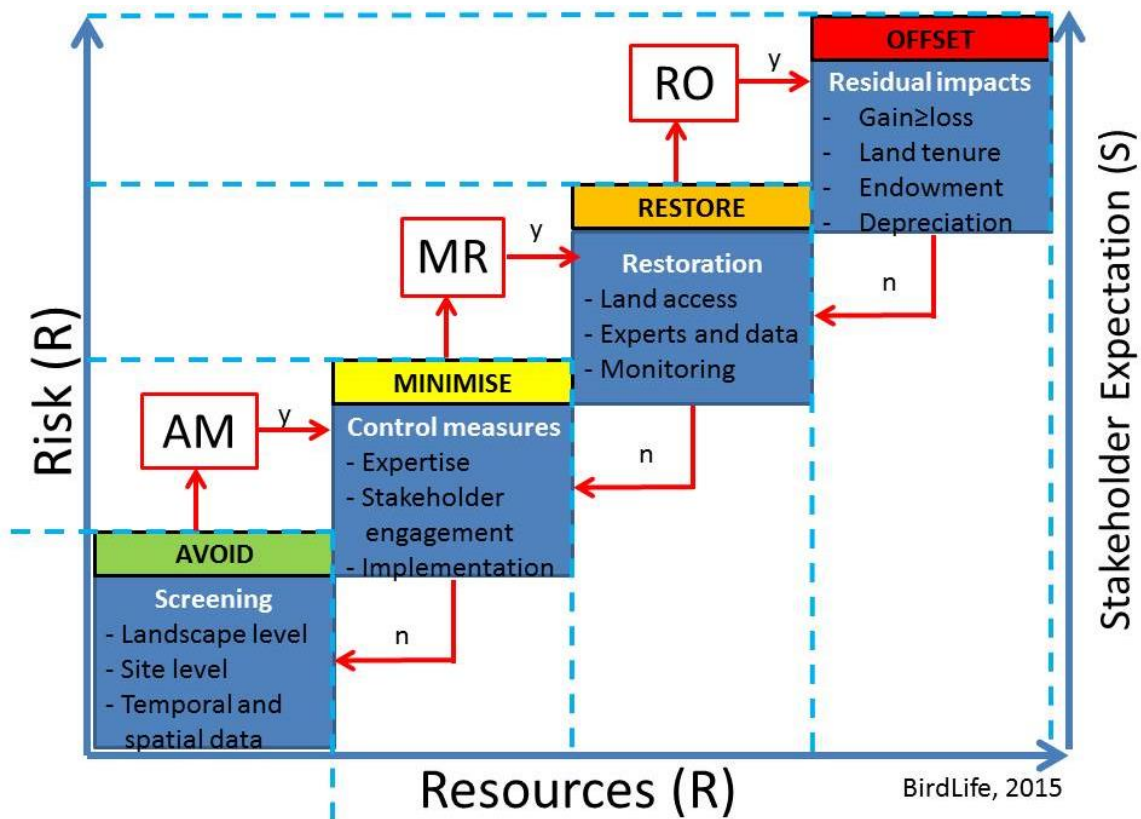 OFFSET
Residual impacts
- Gain≥loss
- Land tenure
- Endowment
- Depreciation
RO
y
n
RESTORE
Restoration
- Land access
- Experts and data
- Monitoring
MR
y
n
MINIMISE
Control measures
- Expertise
- Stakeholder
engagement
- Implementation
AM
y
n
AVOID
Screening
- Landscape level
- Site level
- Temporal and
spatial data
Risk (R)
Resources (R)
Stakeholder Expectation (S)
BirdLife, 2015